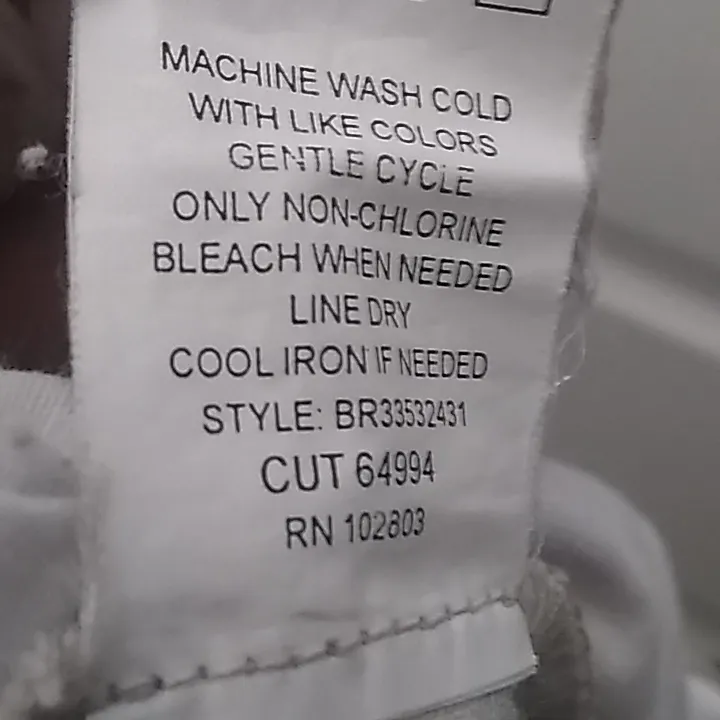 MACHINE WASH COLD
WITH LIKE COLORS
GENTLE CYCLE
ONLY NON-CHLORINE
BLEACH WHEN NEEDED
LINE DRY
COOL IRON IF NEEDED
STYLE: BR33532431
CUT 64994
RN 102803